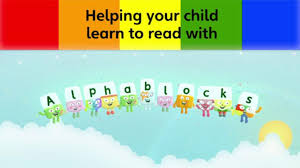 Helping your child
learn to read with
Alphablocks